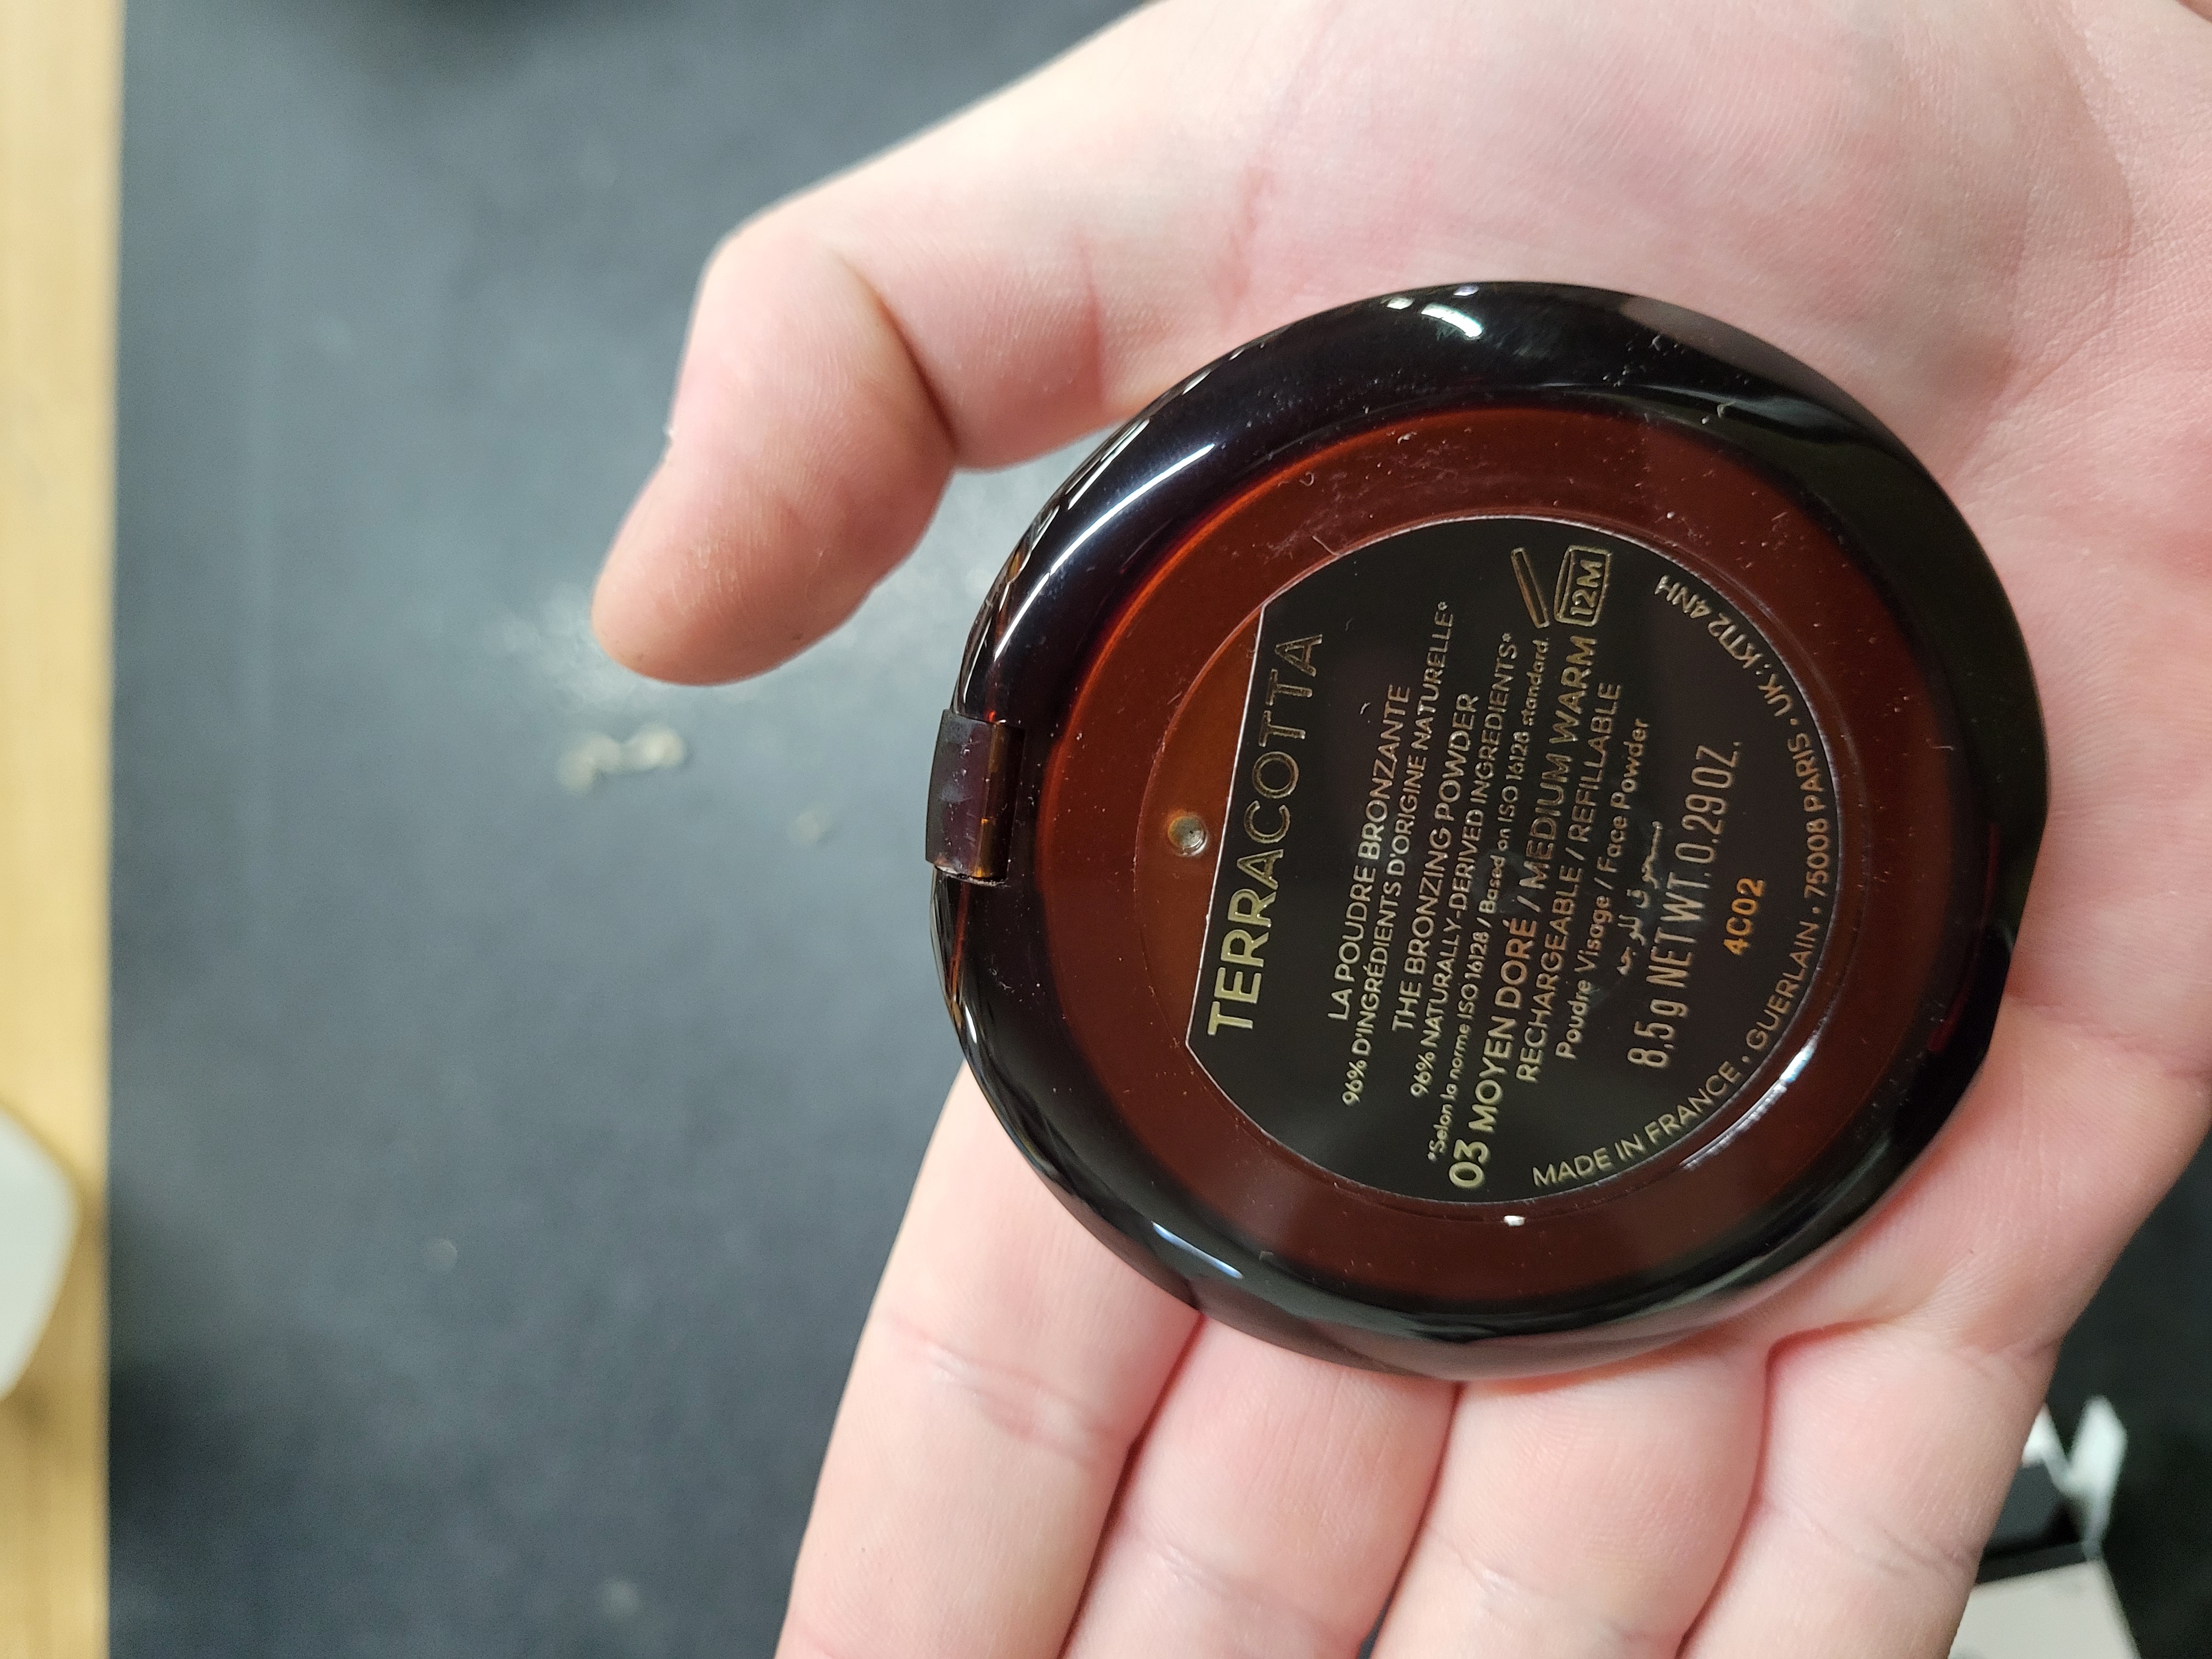 TERRACOTTA
LA POUDRE BRONZANTE
96% D'INGRÉDIENTS D'ORIGINE NATURELLE*
THE BRONZING POWDER
96% NATURALLY-DERIVED INGREDIENTS*
*Selon la norme ISO 16128 / Based on ISO 16128 standard.
03 MOYEN DORÉ / MEDIUM WARM
12M
RECHARGEABLE / REFILLABLE
Poudre Visage / Face Powder
مسحوق للوجه
8,5 g NET WT. 0.29 OZ.
4C02
MADE IN FRANCE • GUERLAIN • 75008 PARIS • UK: KT12 4NH